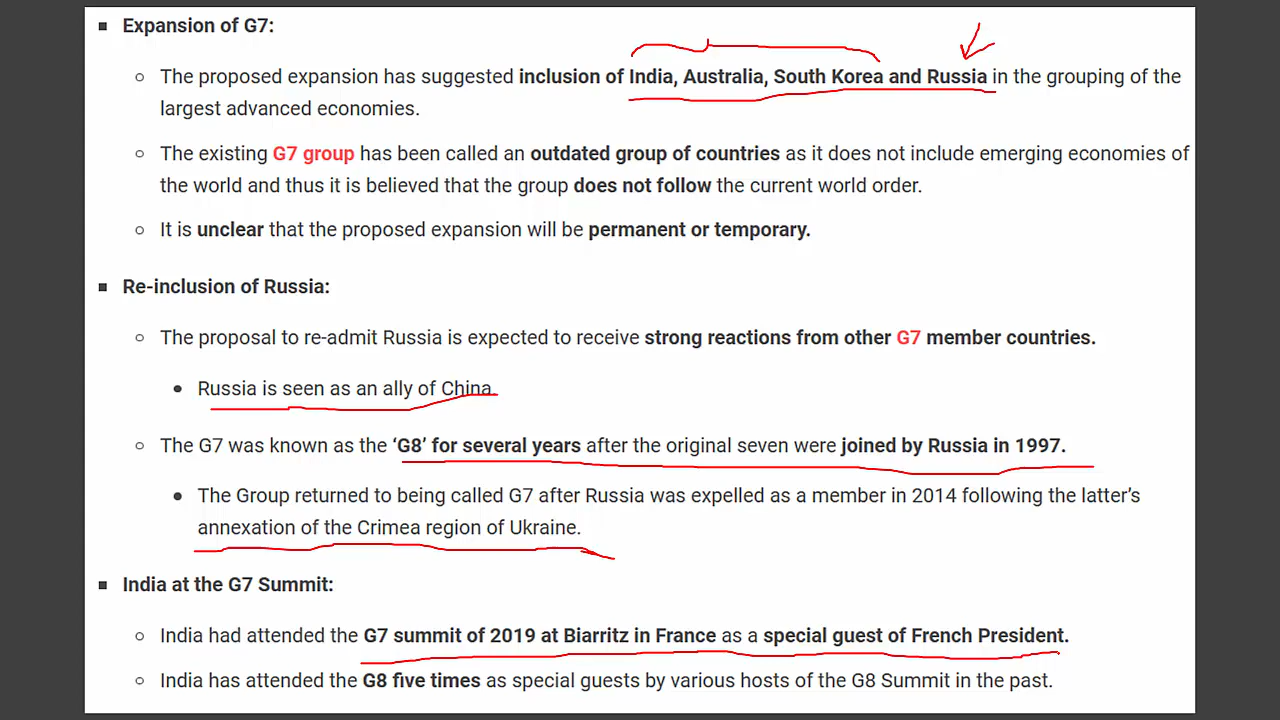 Expansion of G7:
The proposed expansion has suggested inclusion of India, Australia, South Korea and Russia in the grouping of the
largest advanced economies.
The existing G7 group has been called an outdated group of countries as it does not include emerging economies of
the world and thus it is believed that the group does not follow the current world order.
It is unclear that the proposed expansion will be permanent or temporary.
Re-inclusion of Russia:
The proposal to re-admit Russia is expected to receive strong reactions from other G7 member countries.
Russia is seen as an ally of China.
The G7 was known as the ‘G8’ for several years after the original seven were joined by Russia in 1997.
The Group returned to being called G7 after Russia was expelled as a member in 2014 following the latter’s
annexation of the Crimea region of Ukraine.
India at the G7 Summit:
India had attended the G7 summit of 2019 at Biarritz in France as a special guest of French President.
India has attended the G8 five times as special guests by various hosts of the G8 Summit in the past.